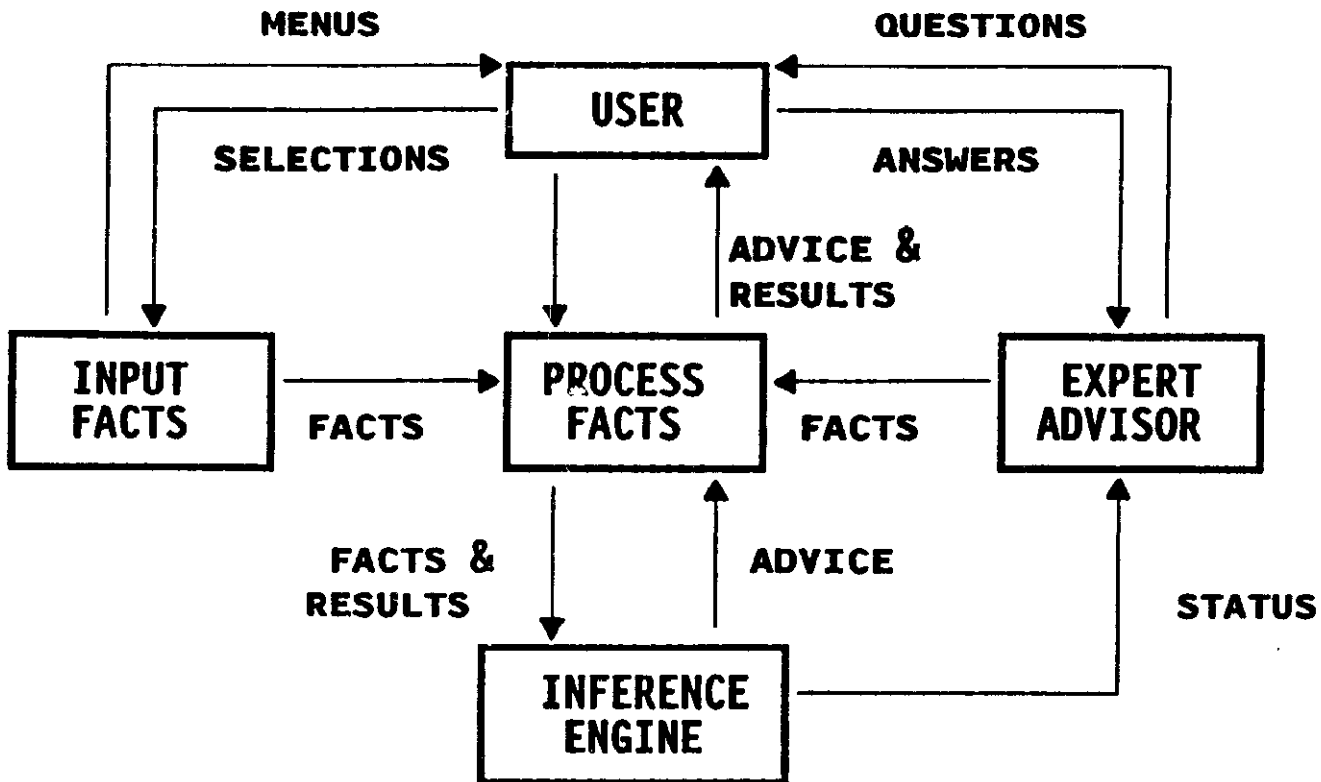 MENUS
QUESTIONS
USER
SELECTIONS
ANSWERS
ADVICE &
RESULTS
INPUT
FACTS
FACTS
PROCESS
FACTS
FACTS
EXPERT
ADVISOR
FACTS &
RESULTS
ADVICE
STATUS
INFERENCE
ENGINE